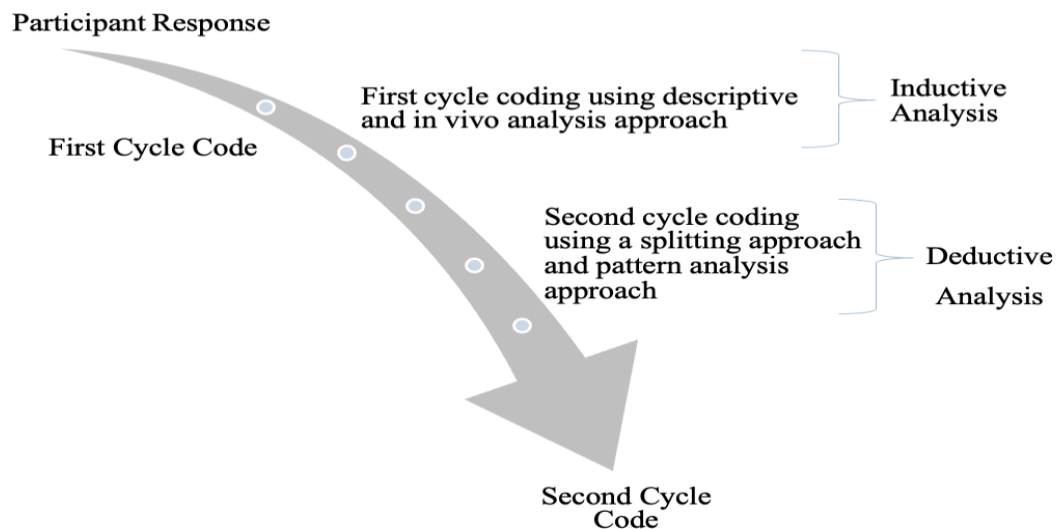 Participant Response
First cycle coding using descriptive
and in vivo analysis approach
Inductive
Analysis
First Cycle Code
Second cycle coding
using a splitting approach
and pattern analysis
approach
Deductive
Analysis
Second Cycle
Code